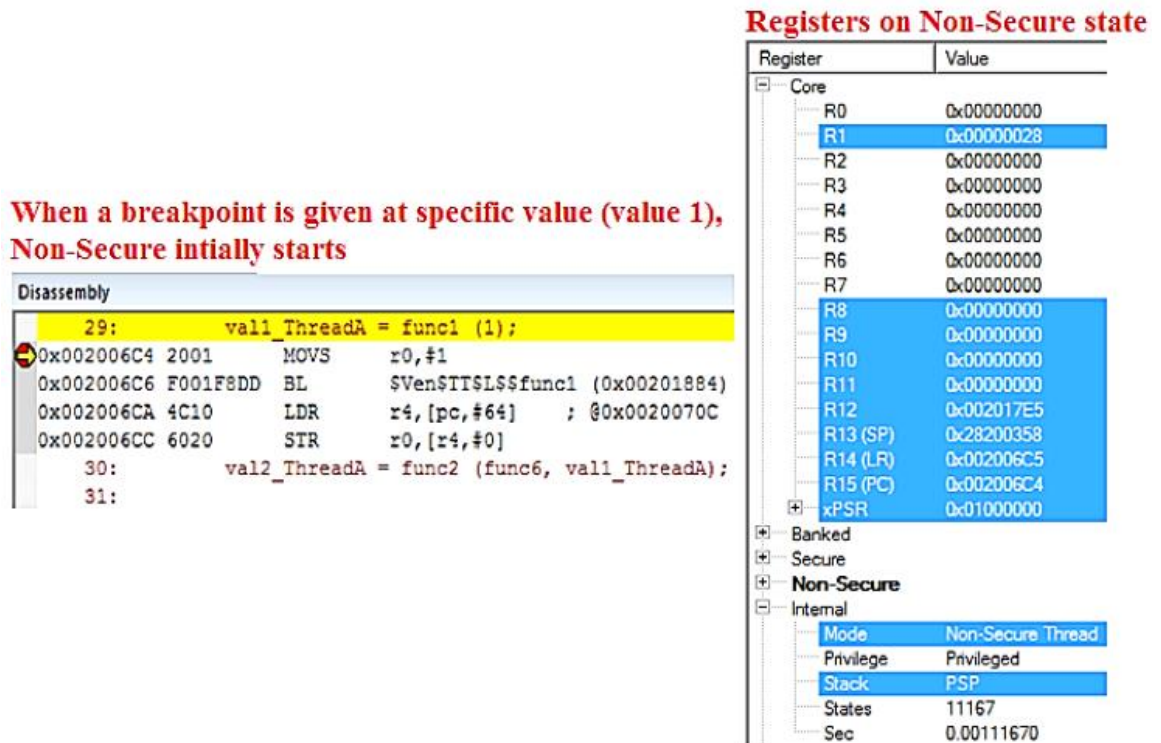 Registers on Non-Secure state
Register Value
Core
R0 0x00000000
R1 0x00000028
R2 0x00000000
R3 0x00000000
R4 0x00000000
R5 0x00000000
R6 0x00000000
R7 0x00000000
R8 0x00000000
R9 0x00000000
R10 0x00000000
R11 0x00000000
R12 0x002017E5
R13 (SP) 0x28200358
R14 (LR) 0x002006C5
R15 (PC) 0x002006C4
xPSR 0x01000000
Banked
Secure
Non-Secure
Internal
Mode Non-Secure Thread
Privilege Privileged
Stack PSP
States 11167
Sec 0.00111670
When a breakpoint is given at specific value (value 1),
Non-Secure intially starts
Disassembly
29: val1_ThreadA = func1 (1);
0x002006C4 2001 MOVS r0,#1
0x002006C6 F001F8DD BL $Ven$TT$L$$func1 (0x00201884)
0x002006CA 4C10 LDR r4,[pc,#64] ; @0x0020070C
0x002006CC 6020 STR r0,[r4,#0]
30: val2_ThreadA = func2 (func6, val1_ThreadA);
31: